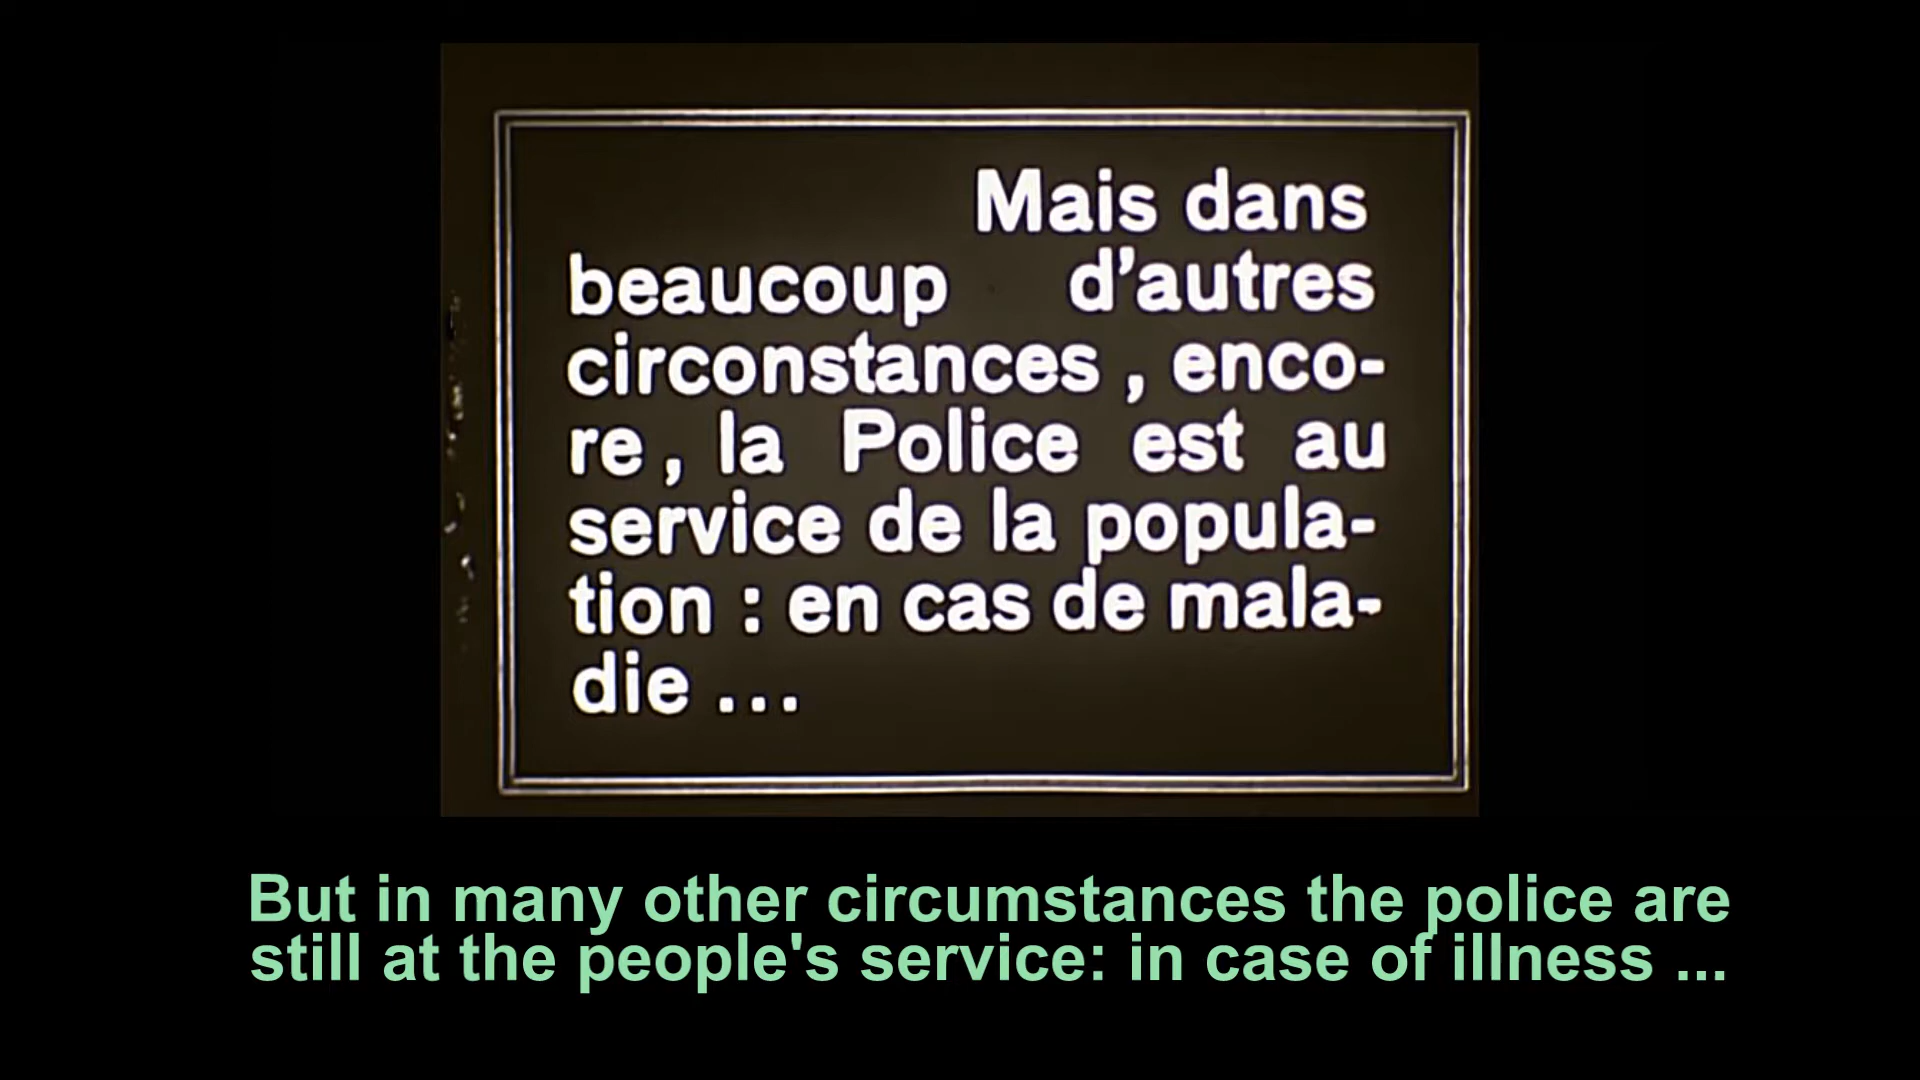 Mais dans
beaucoup d'autres
circonstances , enco-
re , la Police est au
service de la popula-
tion : en cas de mala-
die ...
But in many other circumstances the police are
still at the people's service: in case of illness ...